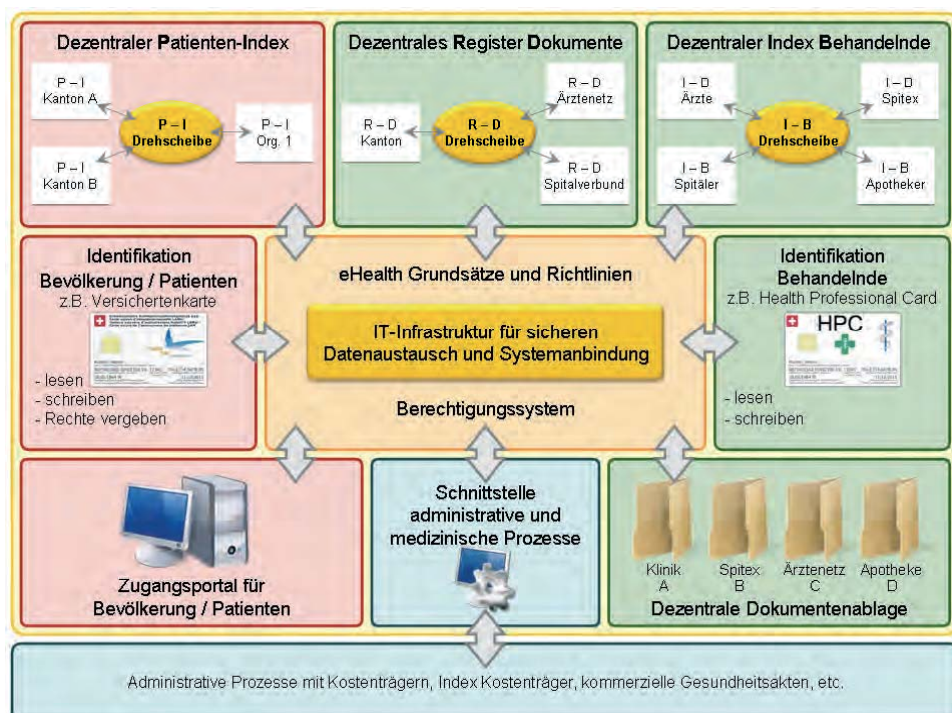 Dezentraler Patienten-Index
P – I
Kanton A
P – I
Drehscheibe
P – I
Org. 1
P – I
Kanton B
Dezentrales Register Dokumente
R – D
Ärztenetz
R – D
Kanton
R – D
Drehscheibe
R – D
Spitalverbund
Dezentraler Index Behandelnde
I – D
Ärzte
I – D
Spitex
I – B
Drehscheibe
I – B
Spitäler
I – B
Apotheker
Identifikation
Bevölkerung / Patienten
z.B. Versichertenkarte
- lesen
- schreiben
- Rechte vergeben
eHealth Grundsätze und Richtlinien
IT-Infrastruktur für sicheren
Datenaustausch und Systemanbindung
Berechtigungssystem
Identifikation
Behandelnde
z.B. Health Professional Card
HPC
- lesen
- schreiben
Zugangsportal für
Bevölkerung / Patienten
Schnittstelle
administrative und
medizinische Prozesse
Klinik
A
Spitex
B
Ärztenetz
C
Apotheke
D
Dezentrale Dokumentenablage
Administrative Prozesse mit Kostenträgern, Index Kostenträger, kommerzielle Gesundheitsakten, etc.